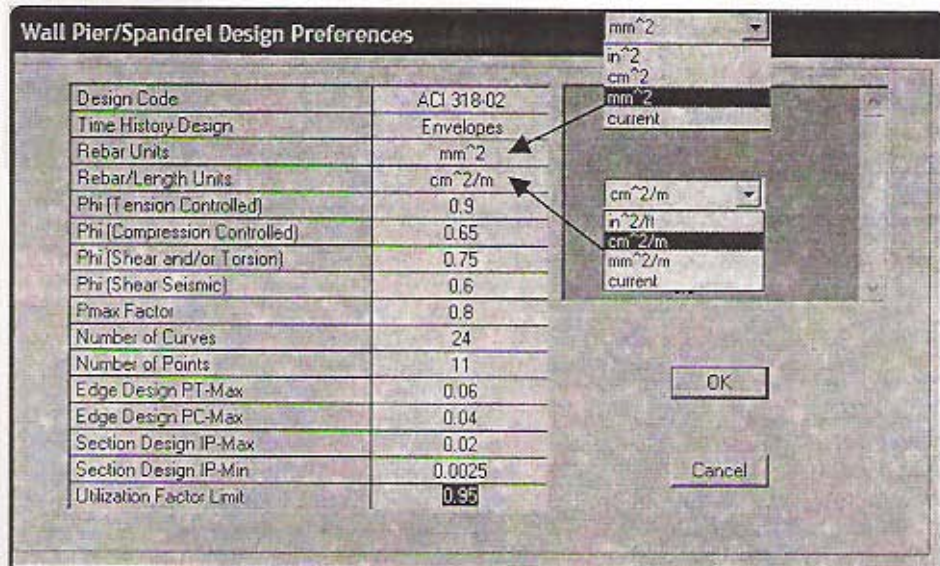 Wall Pier/Spandrel Design Preferences
Design Code ACI 318-02
Time History Design Envelopes
Rebar Units mm^2
Rebar/Length Units cm^2/m
Phi (Tension Controlled) 0.9
Phi (Compression Controlled) 0.65
Phi (Shear and/or Torsion) 0.75
Phi (Shear Seismic) 0.6
Pmax Factor 0.8
Number of Curves 24
Number of Points 11
Edge Design PT-Max 0.06
Edge Design PC-Max 0.04
Section Design IP-Max 0.02
Section Design IP-Min 0.0025
Utilization Factor Limit 0.95
mm^2
in^2
cm^2
mm^2
current
cm^2/m
in^2/ft
cm^2/m
mm^2/m
current
OK
Cancel